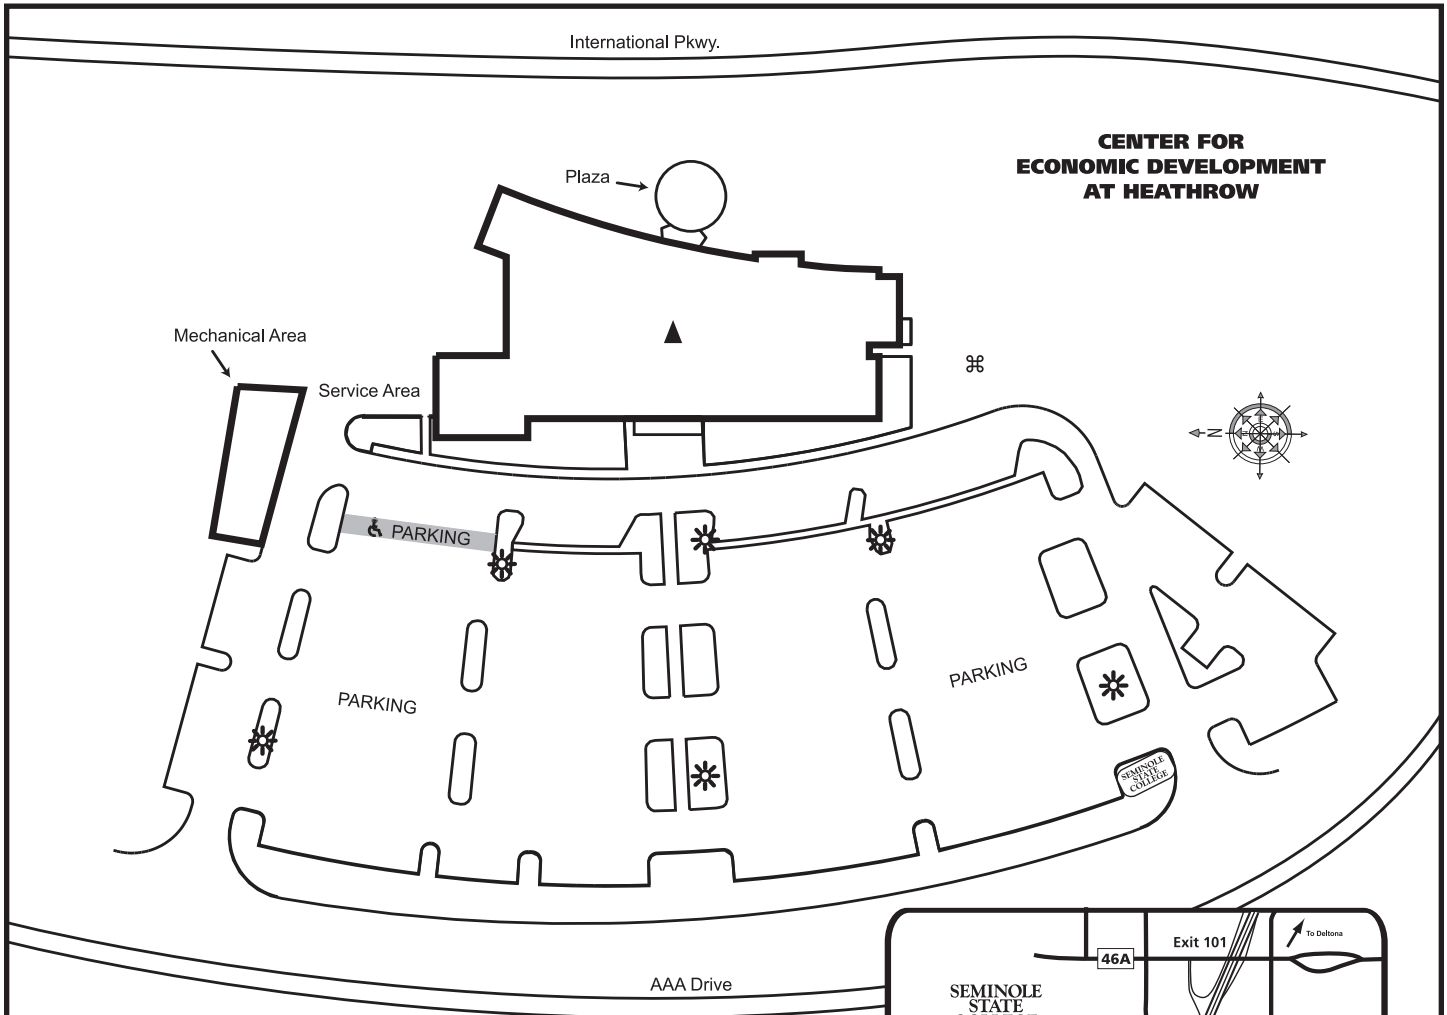 International Pkwy.
CENTER FOR
ECONOMIC DEVELOPMENT
AT HEATHROW
Plaza
Mechanical Area
Service Area
N
PARKING
PARKING
PARKING
SEMINOLE
STATE
COLLEGE
AAA Drive
Exit 101
To Deltona
46A
SEMINOLE
STATE